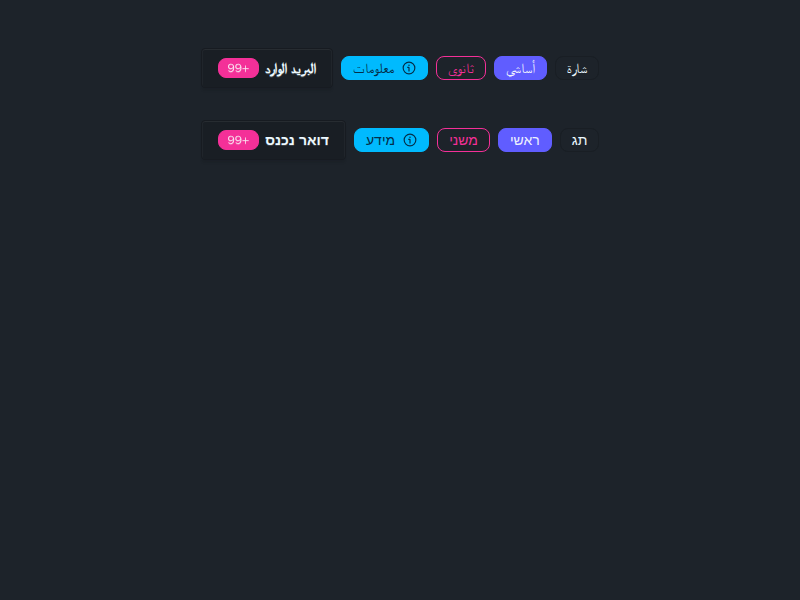 شارة أساسي ثانوي معلومات البريد الوارد +99
תג ראשי משני מידע דואר נכנס +99